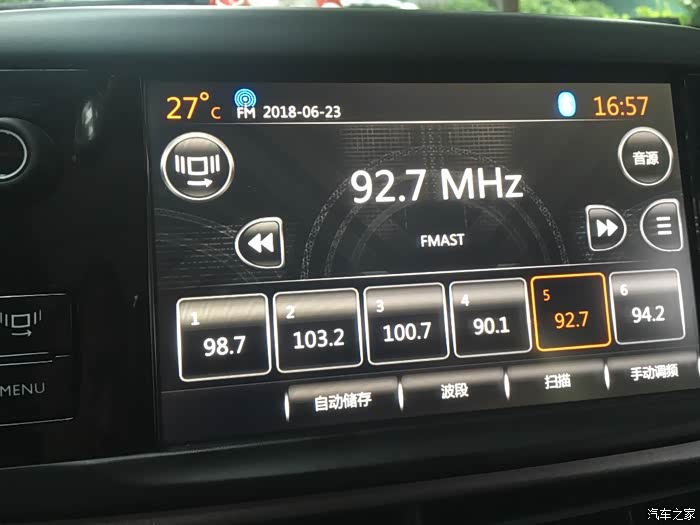 27°C FM 2018-06-23 16:57
音源
92.7 MHz
FMAST
1 2 3 4 5 6
98.7 103.2 100.7 90.1 92.7 94.2
自动储存 波段 扫描 手动调频
MENU
汽车之家